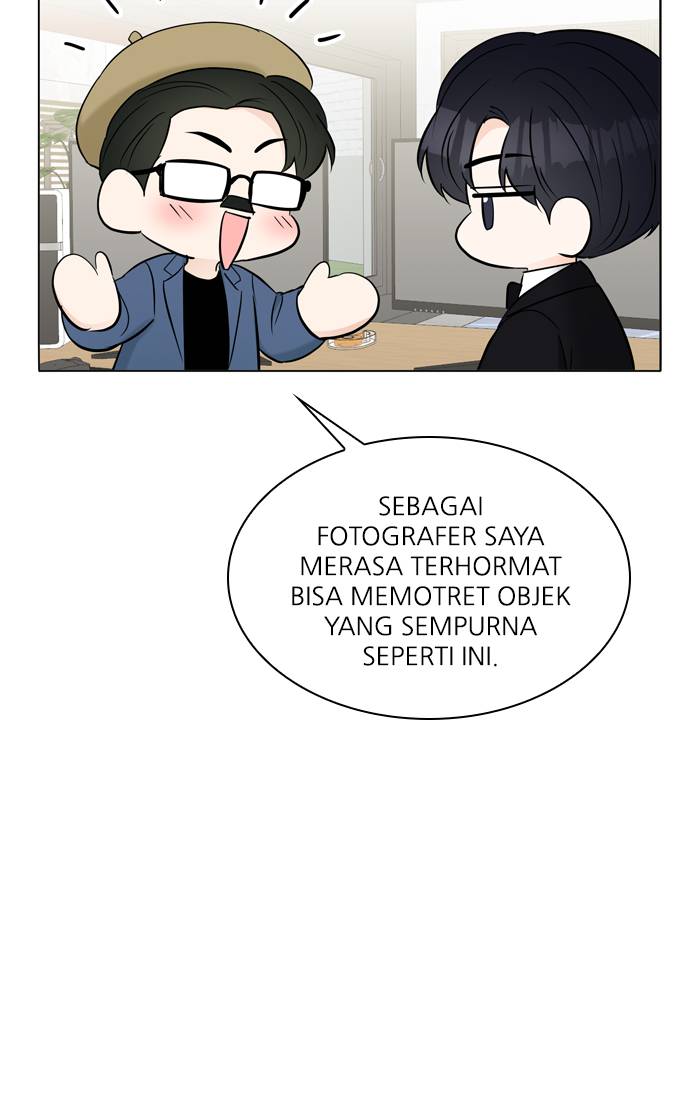 SEBAGAI
FOTOGRAFER SAYA
MERASA TERHORMAT
BISA MEMOTRET OBJEK
YANG SEMPURNA
SEPERTI INI.